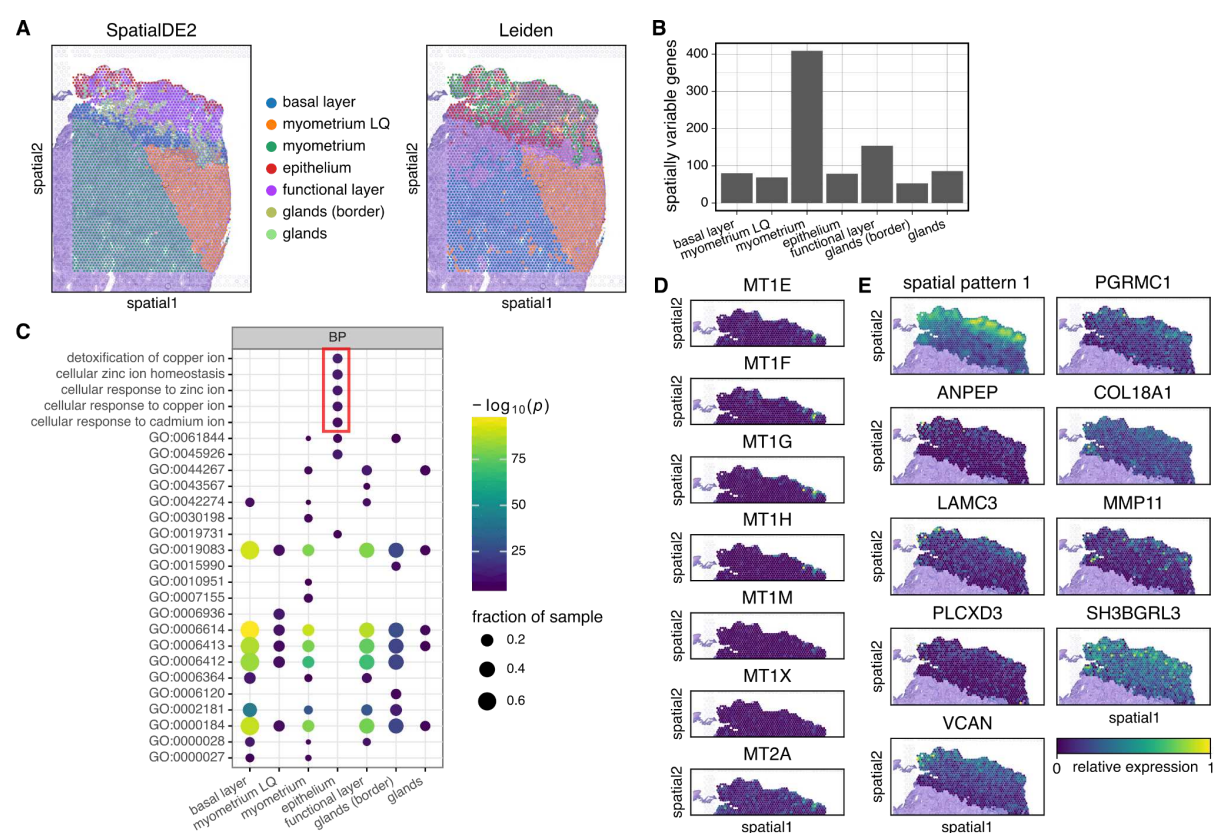 A
SpatialDE2
Leiden
spatial2
spatial1
basal layer
myometrium LQ
myometrium
epithelium
functional layer
glands (border)
glands
spatial2
spatial1
B
spatially variable genes
400
300
200
100
0
basal layer
myometrium LQ
myometrium
epithelium
functional layer
glands (border)
glands
C
BP
detoxification of copper ion
cellular zinc ion homeostasis
cellular response to zinc ion
cellular response to copper ion
cellular response to cadmium ion
GO:0061844
GO:0045926
GO:0044267
GO:0043567
GO:0042274
GO:0030198
GO:0019731
GO:0019083
GO:0015990
GO:0010951
GO:0007155
GO:0006936
GO:0006614
GO:0006413
GO:0006412
GO:0006364
GO:0006120
GO:0002181
GO:0000184
GO:0000028
GO:0000027
basal layer
myometrium LQ
myometrium
epithelium
functional layer
glands (border)
glands
− log10(p)
75
50
25
fraction of sample
0.2
0.4
0.6
D
MT1E
spatial2
MT1F
spatial2
MT1G
spatial2
MT1H
spatial2
MT1M
spatial2
MT1X
spatial2
MT2A
spatial2
spatial1
E
spatial pattern 1
PGRMC1
spatial2
ANPEP
COL18A1
spatial2
LAMC3
MMP11
spatial2
PLCXD3
SH3BGRL3
spatial2
spatial1
VCAN
spatial2
spatial1
0 relative expression 1